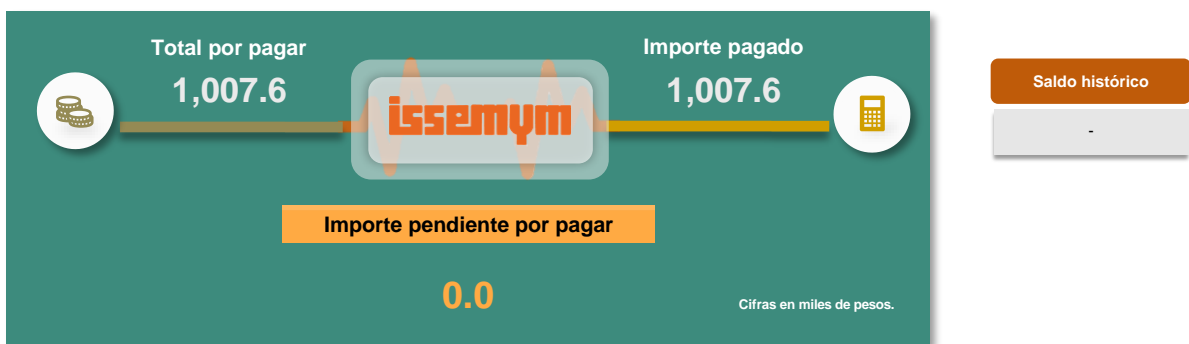 Total por pagar
1,007.6
Importe pagado
1,007.6
issemym
Importe pendiente por pagar
0.0
Cifras en miles de pesos.
Saldo histórico
-